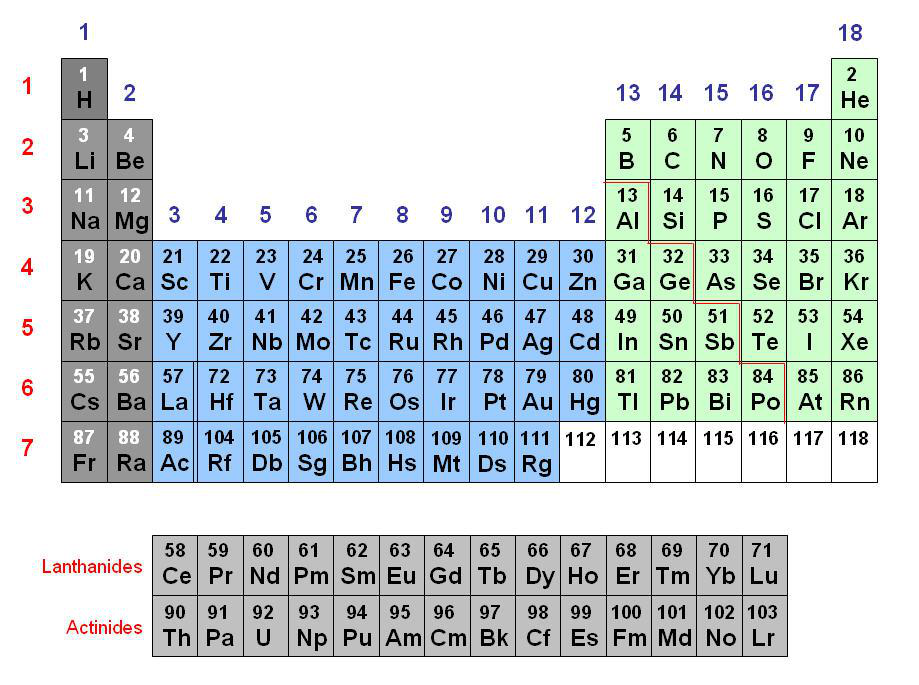 1 18
1 1 2
H 2 13 14 15 16 17 He
2 3 4 5 6 7 8 9 10
Li Be B C N O F Ne
3 11 12 3 4 5 6 7 8 9 10 11 12 13 14 15 16 17 18
Na Mg Al Si P S Cl Ar
4 19 20 21 22 23 24 25 26 27 28 29 30 31 32 33 34 35 36
K Ca Sc Ti V Cr Mn Fe Co Ni Cu Zn Ga Ge As Se Br Kr
5 37 38 39 40 41 42 43 44 45 46 47 48 49 50 51 52 53 54
Rb Sr Y Zr Nb Mo Tc Ru Rh Pd Ag Cd In Sn Sb Te I Xe
6 55 56 57 72 73 74 75 76 77 78 79 80 81 82 83 84 85 86
Cs Ba La Hf Ta W Re Os Ir Pt Au Hg Tl Pb Bi Po At Rn
7 87 88 89 104 105 106 107 108 109 110 111 112 113 114 115 116 117 118
Fr Ra Ac Rf Db Sg Bh Hs Mt Ds Rg
Lanthanides 58 59 60 61 62 63 64 65 66 67 68 69 70 71
Ce Pr Nd Pm Sm Eu Gd Tb Dy Ho Er Tm Yb Lu
Actinides 90 91 92 93 94 95 96 97 98 99 100 101 102 103
Th Pa U Np Pu Am Cm Bk Cf Es Fm Md No Lr